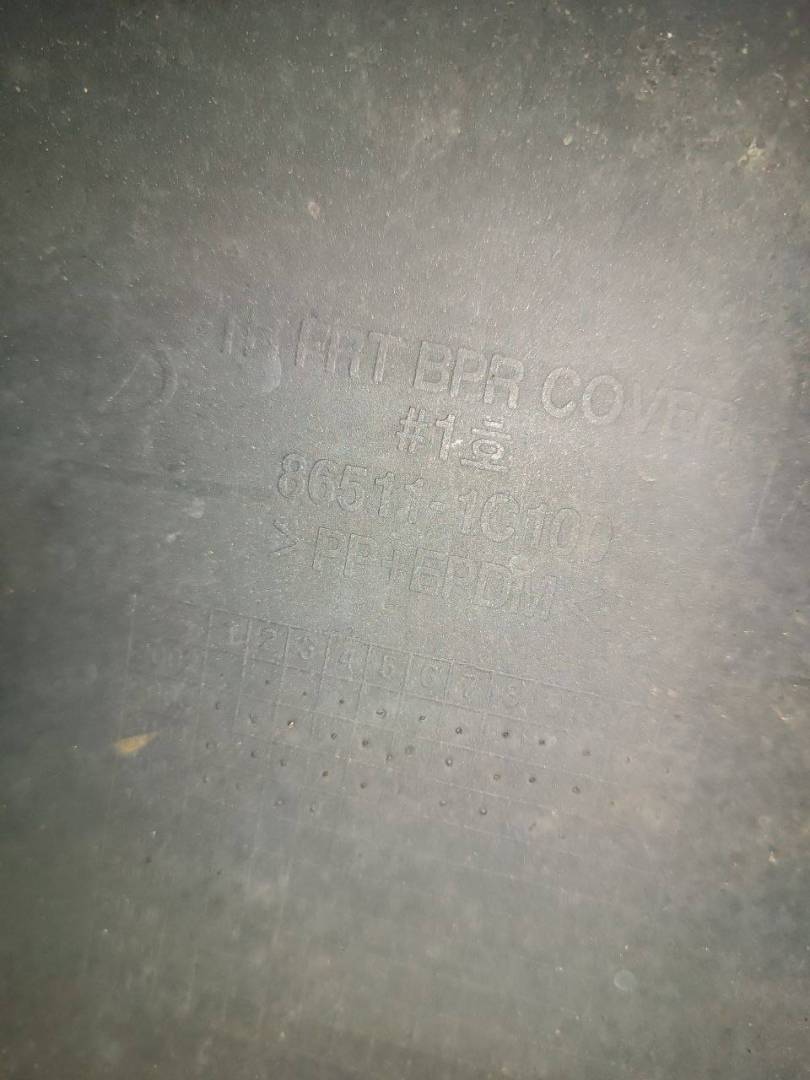 FRT BPR COVER
#1호
86511-1C100
>PP+EPDM<
1 2 3 4 5 6 7 8